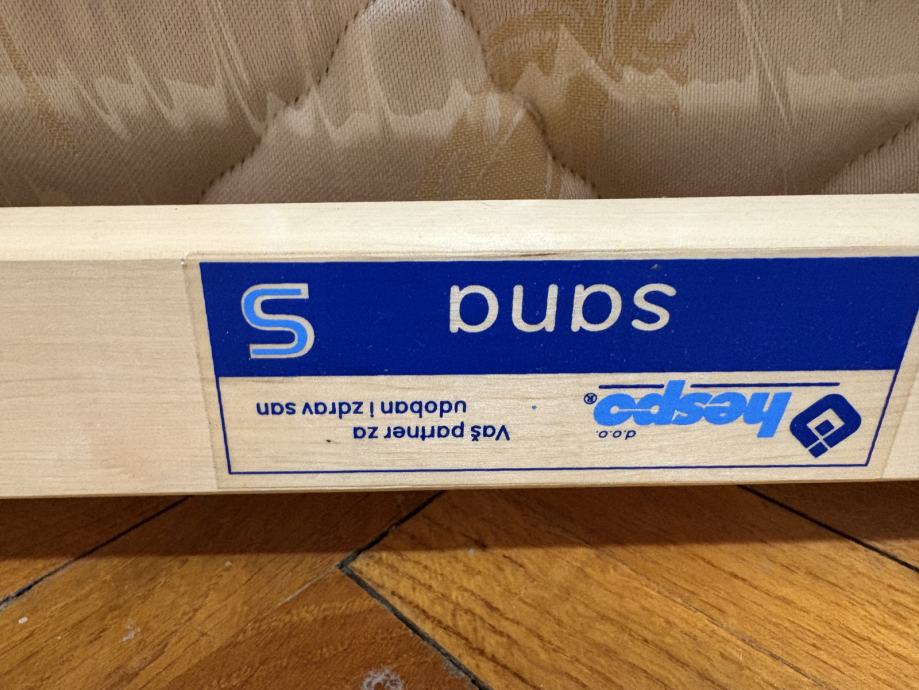 hespo®
d.o.o.
Vaš partner za
udoban i zdrav san
sana
S